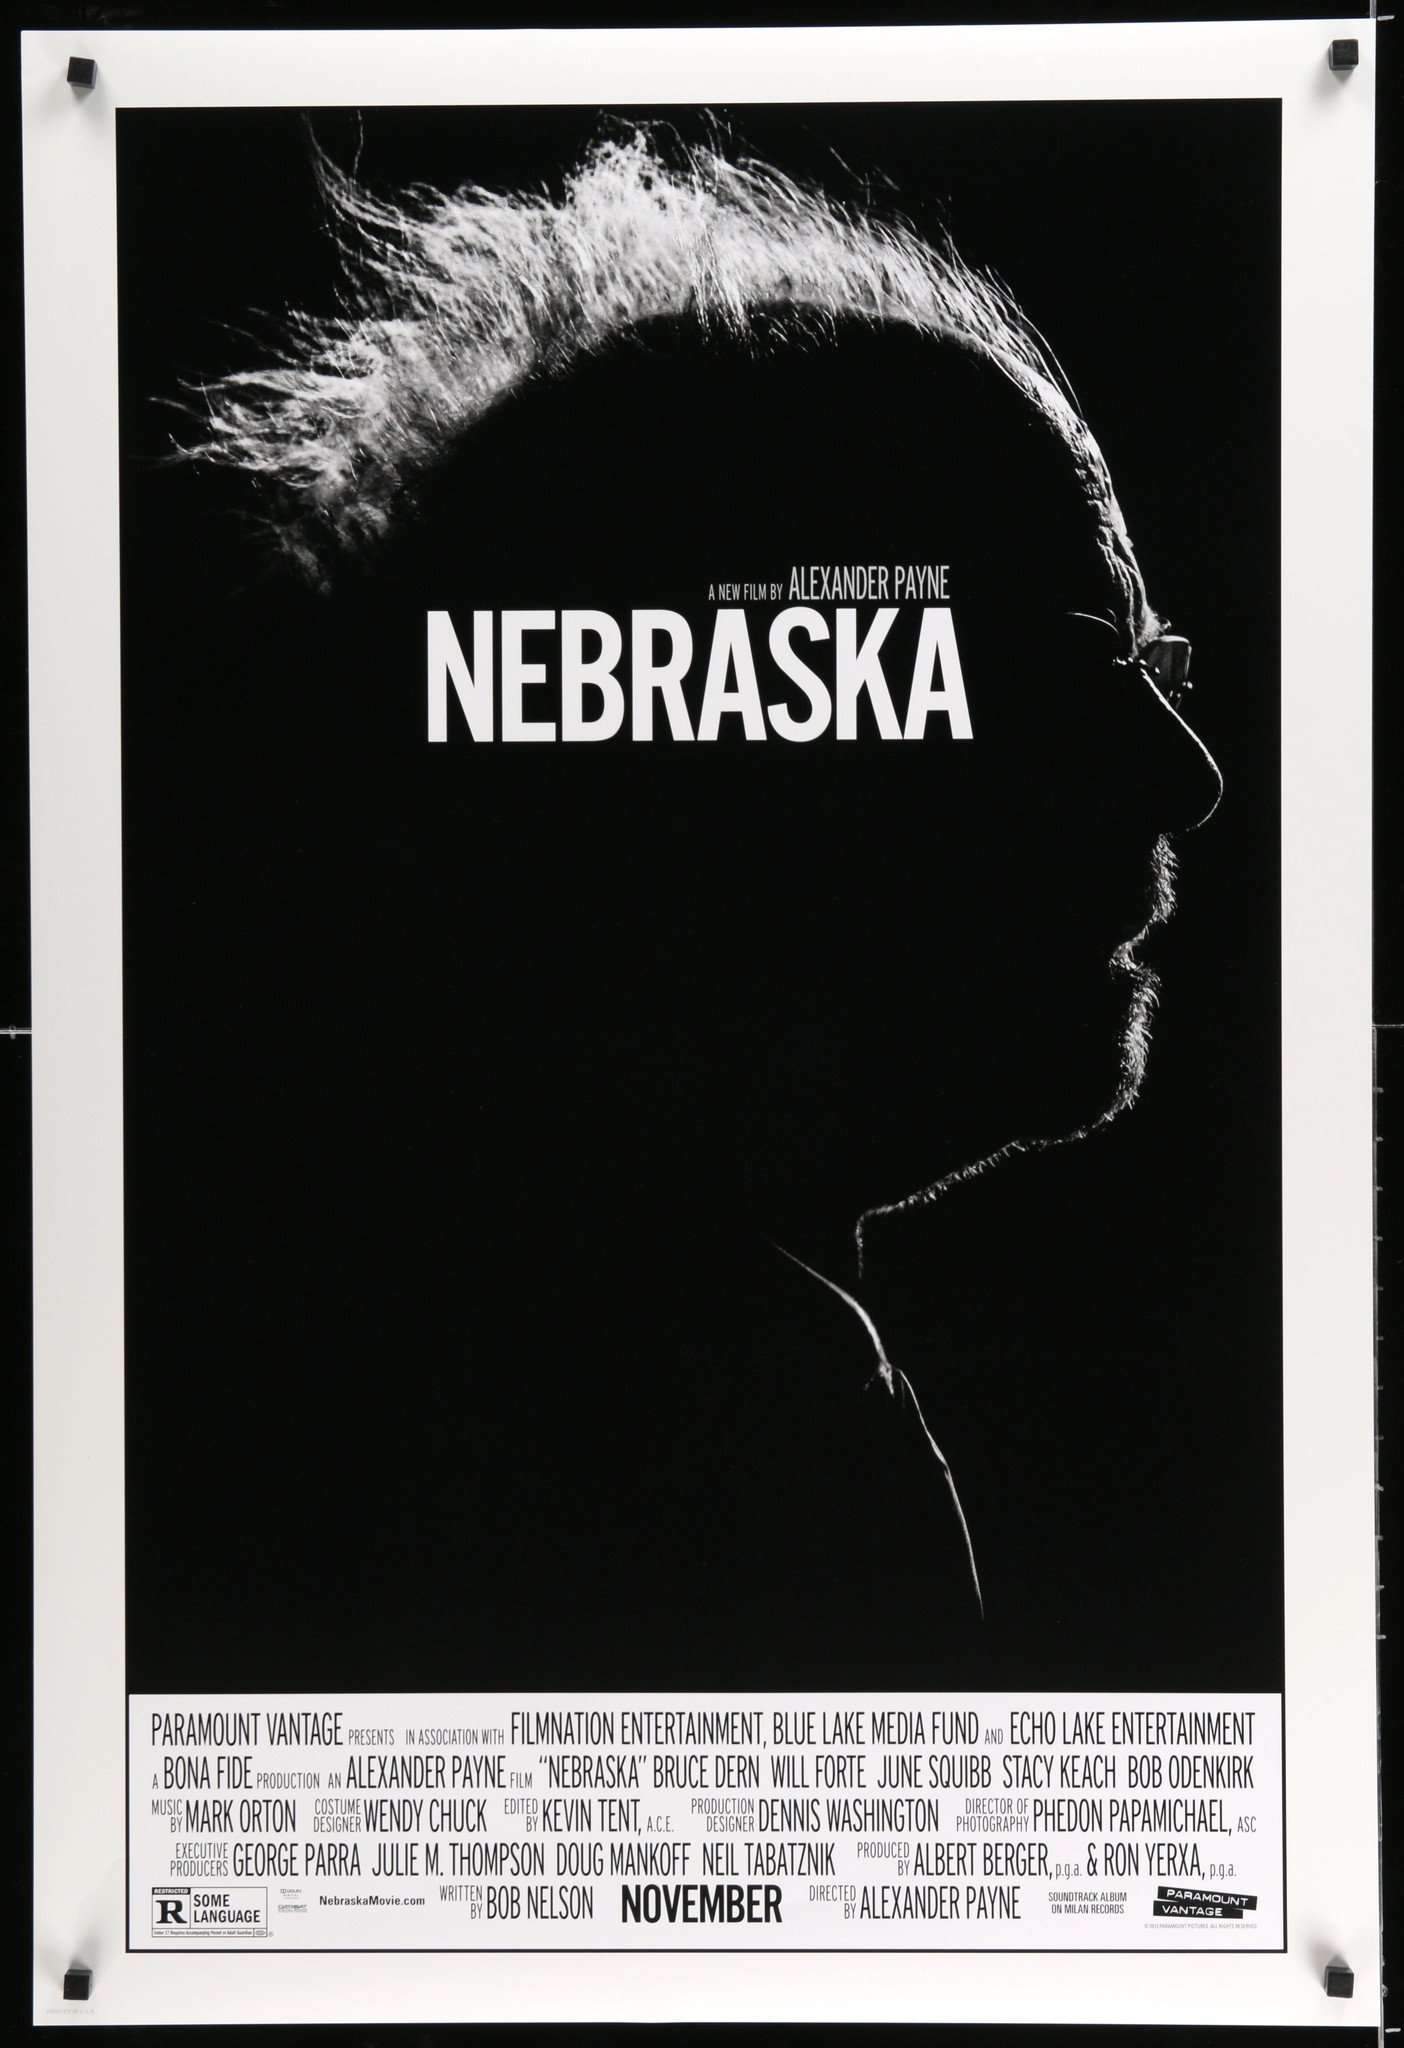 A NEW FILM BY ALEXANDER PAYNE
NEBRASKA
PARAMOUNT VANTAGE PRESENTS IN ASSOCIATION WITH FILMNATION ENTERTAINMENT, BLUE LAKE MEDIA FUND AND ECHO LAKE ENTERTAINMENT
A BONA FIDE PRODUCTION AN ALEXANDER PAYNE FILM "NEBRASKA" BRUCE DERN WILL FORTE JUNE SQUIBB STACY KEACH BOB ODENKIRK
MUSIC BY MARK ORTON COSTUME DESIGNER WENDY CHUCK EDITED BY KEVIN TENT, A.C.E. PRODUCTION DESIGNER DENNIS WASHINGTON DIRECTOR OF PHOTOGRAPHY PHEDON PAPAMICHAEL, ASC
EXECUTIVE PRODUCERS GEORGE PARRA JULIE M. THOMPSON DOUG MANKOFF NEIL TABATZNIK PRODUCED BY ALBERT BERGER, p.g.a. & RON YERXA, p.g.a.
RESTRICTED
R SOME LANGUAGE
NebraskaMovie.com WRITTEN BY BOB NELSON NOVEMBER DIRECTED BY ALEXANDER PAYNE SOUNDTRACK ALBUM ON MILAN RECORDS
PARAMOUNT VANTAGE